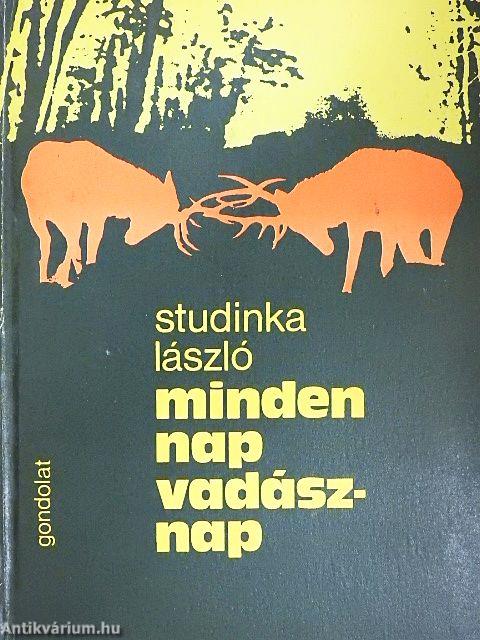 studinka
lászló
minden
nap
vadász-
nap
gondolat
Antikvárium.hu